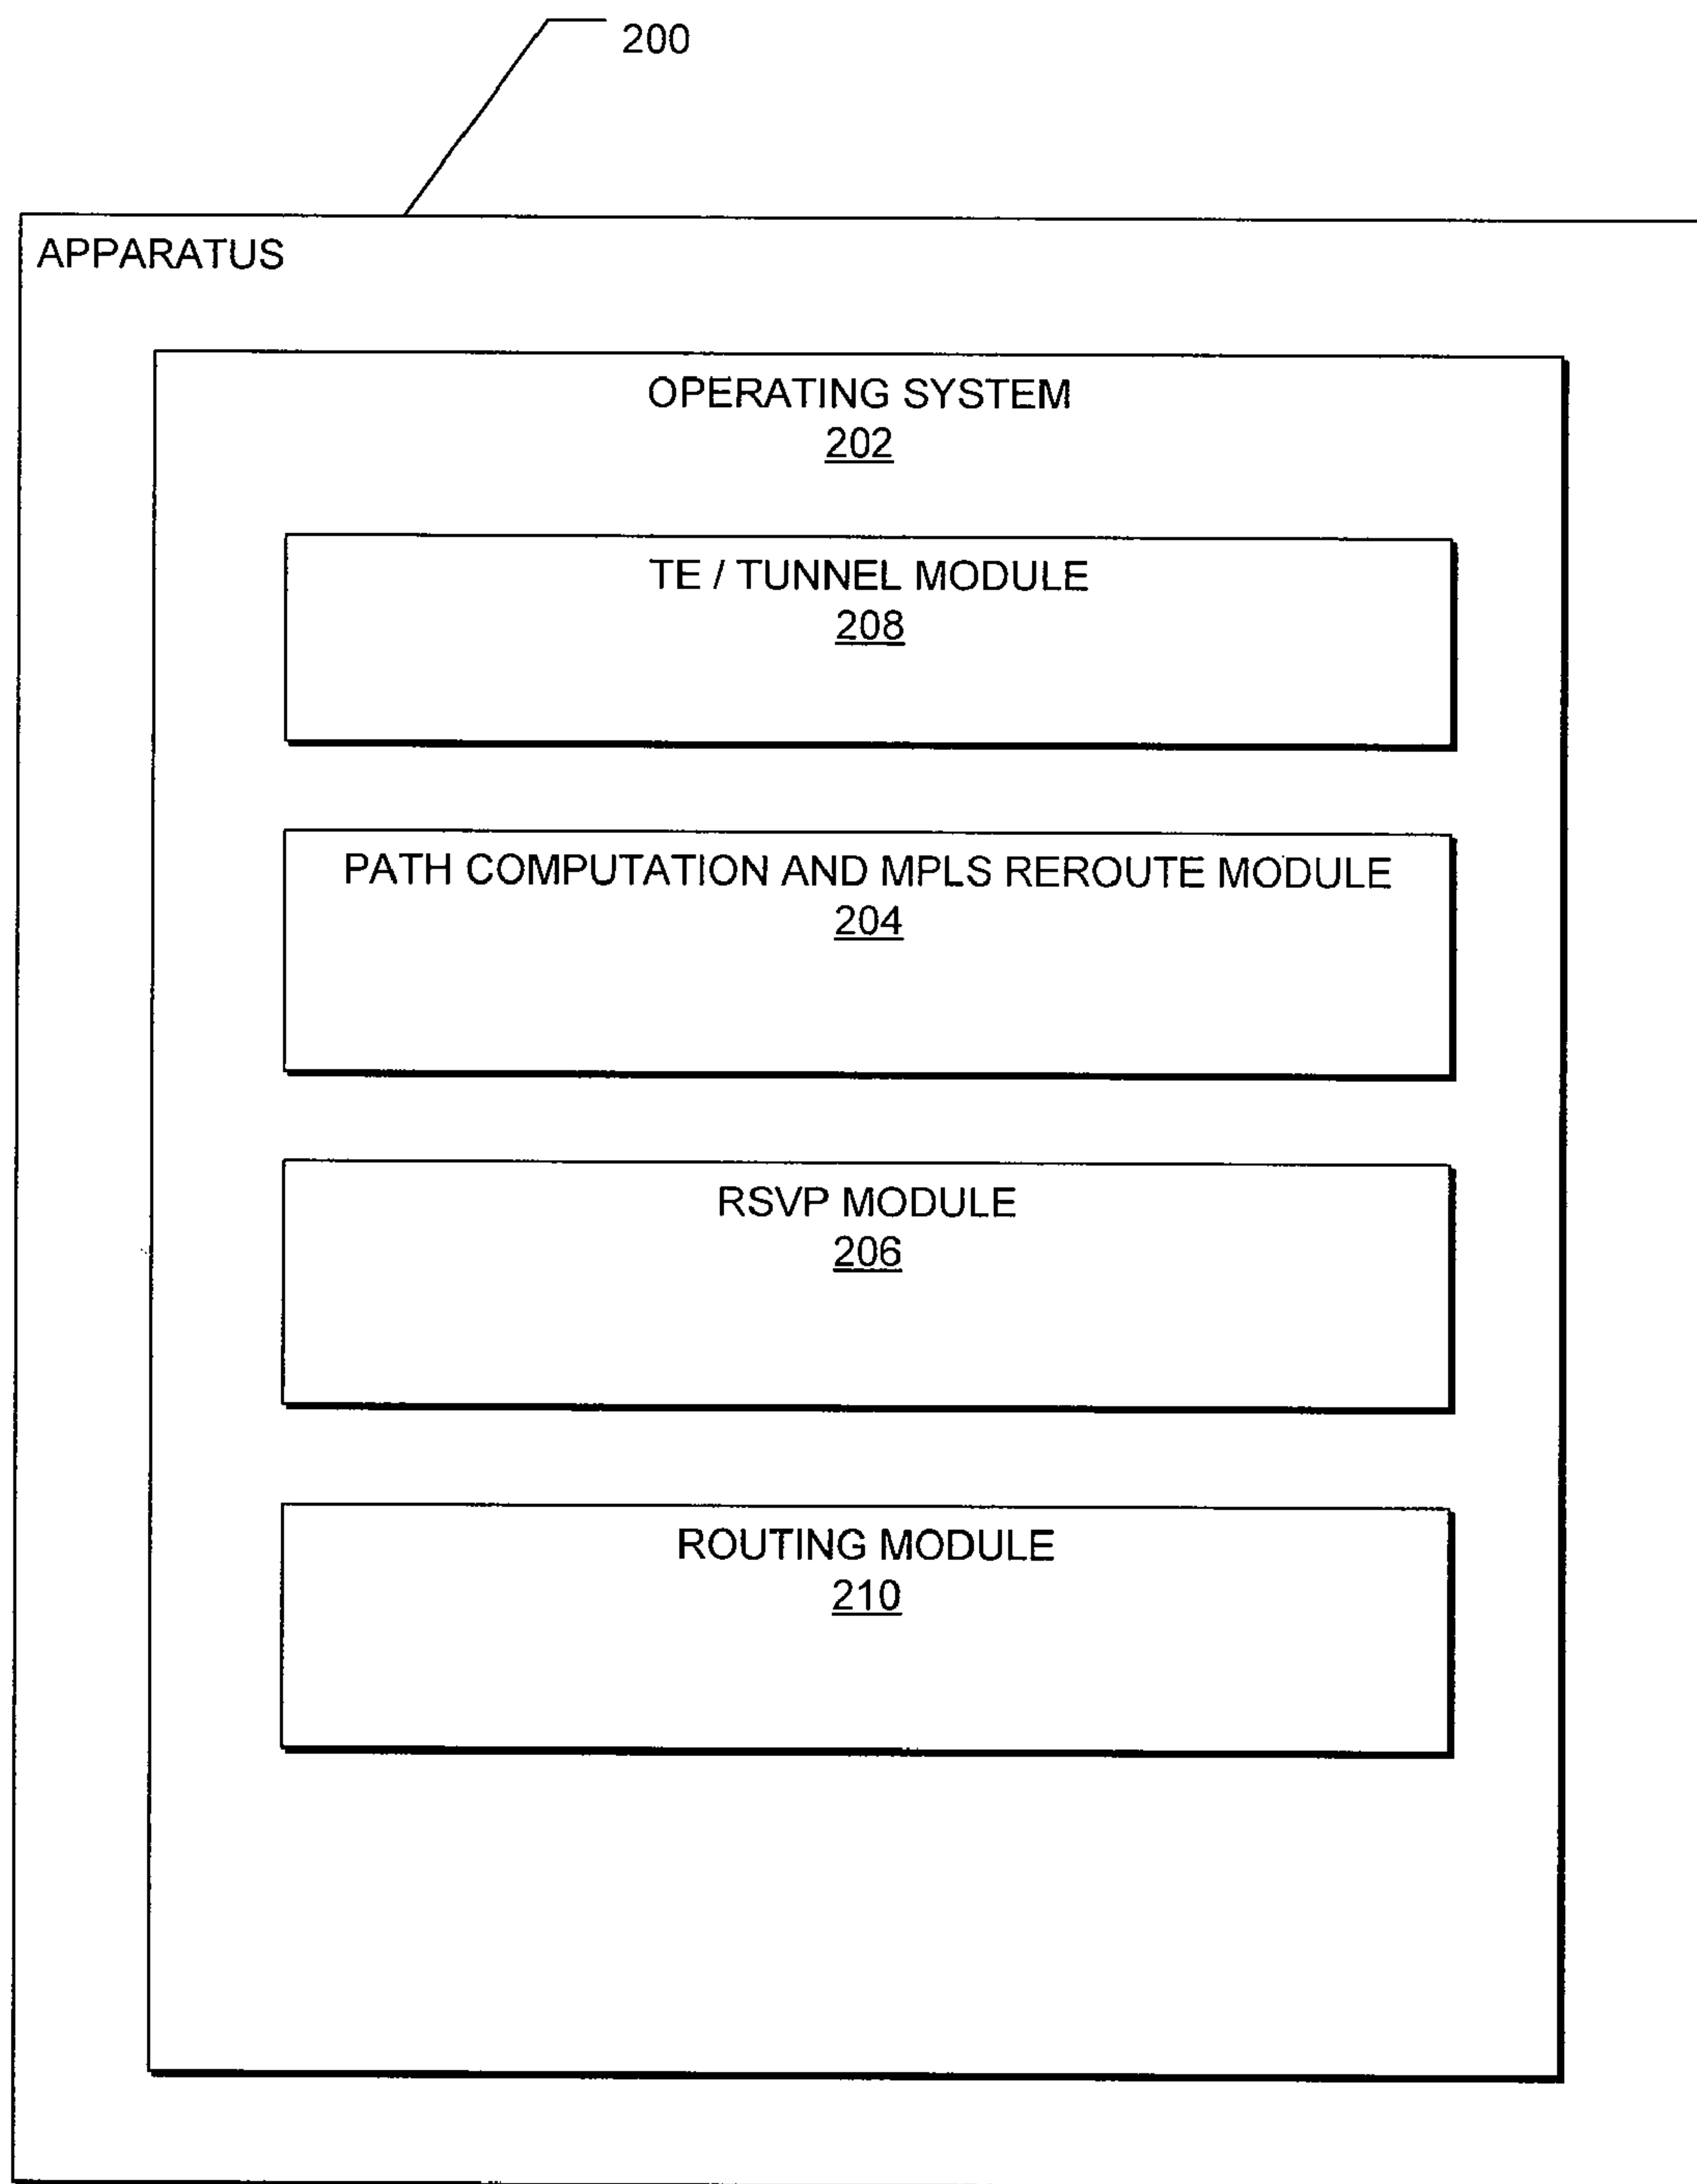 200
APPARATUS
OPERATING SYSTEM
202
TE / TUNNEL MODULE
208
PATH COMPUTATION AND MPLS REROUTE MODULE
204
RSVP MODULE
206
ROUTING MODULE
210